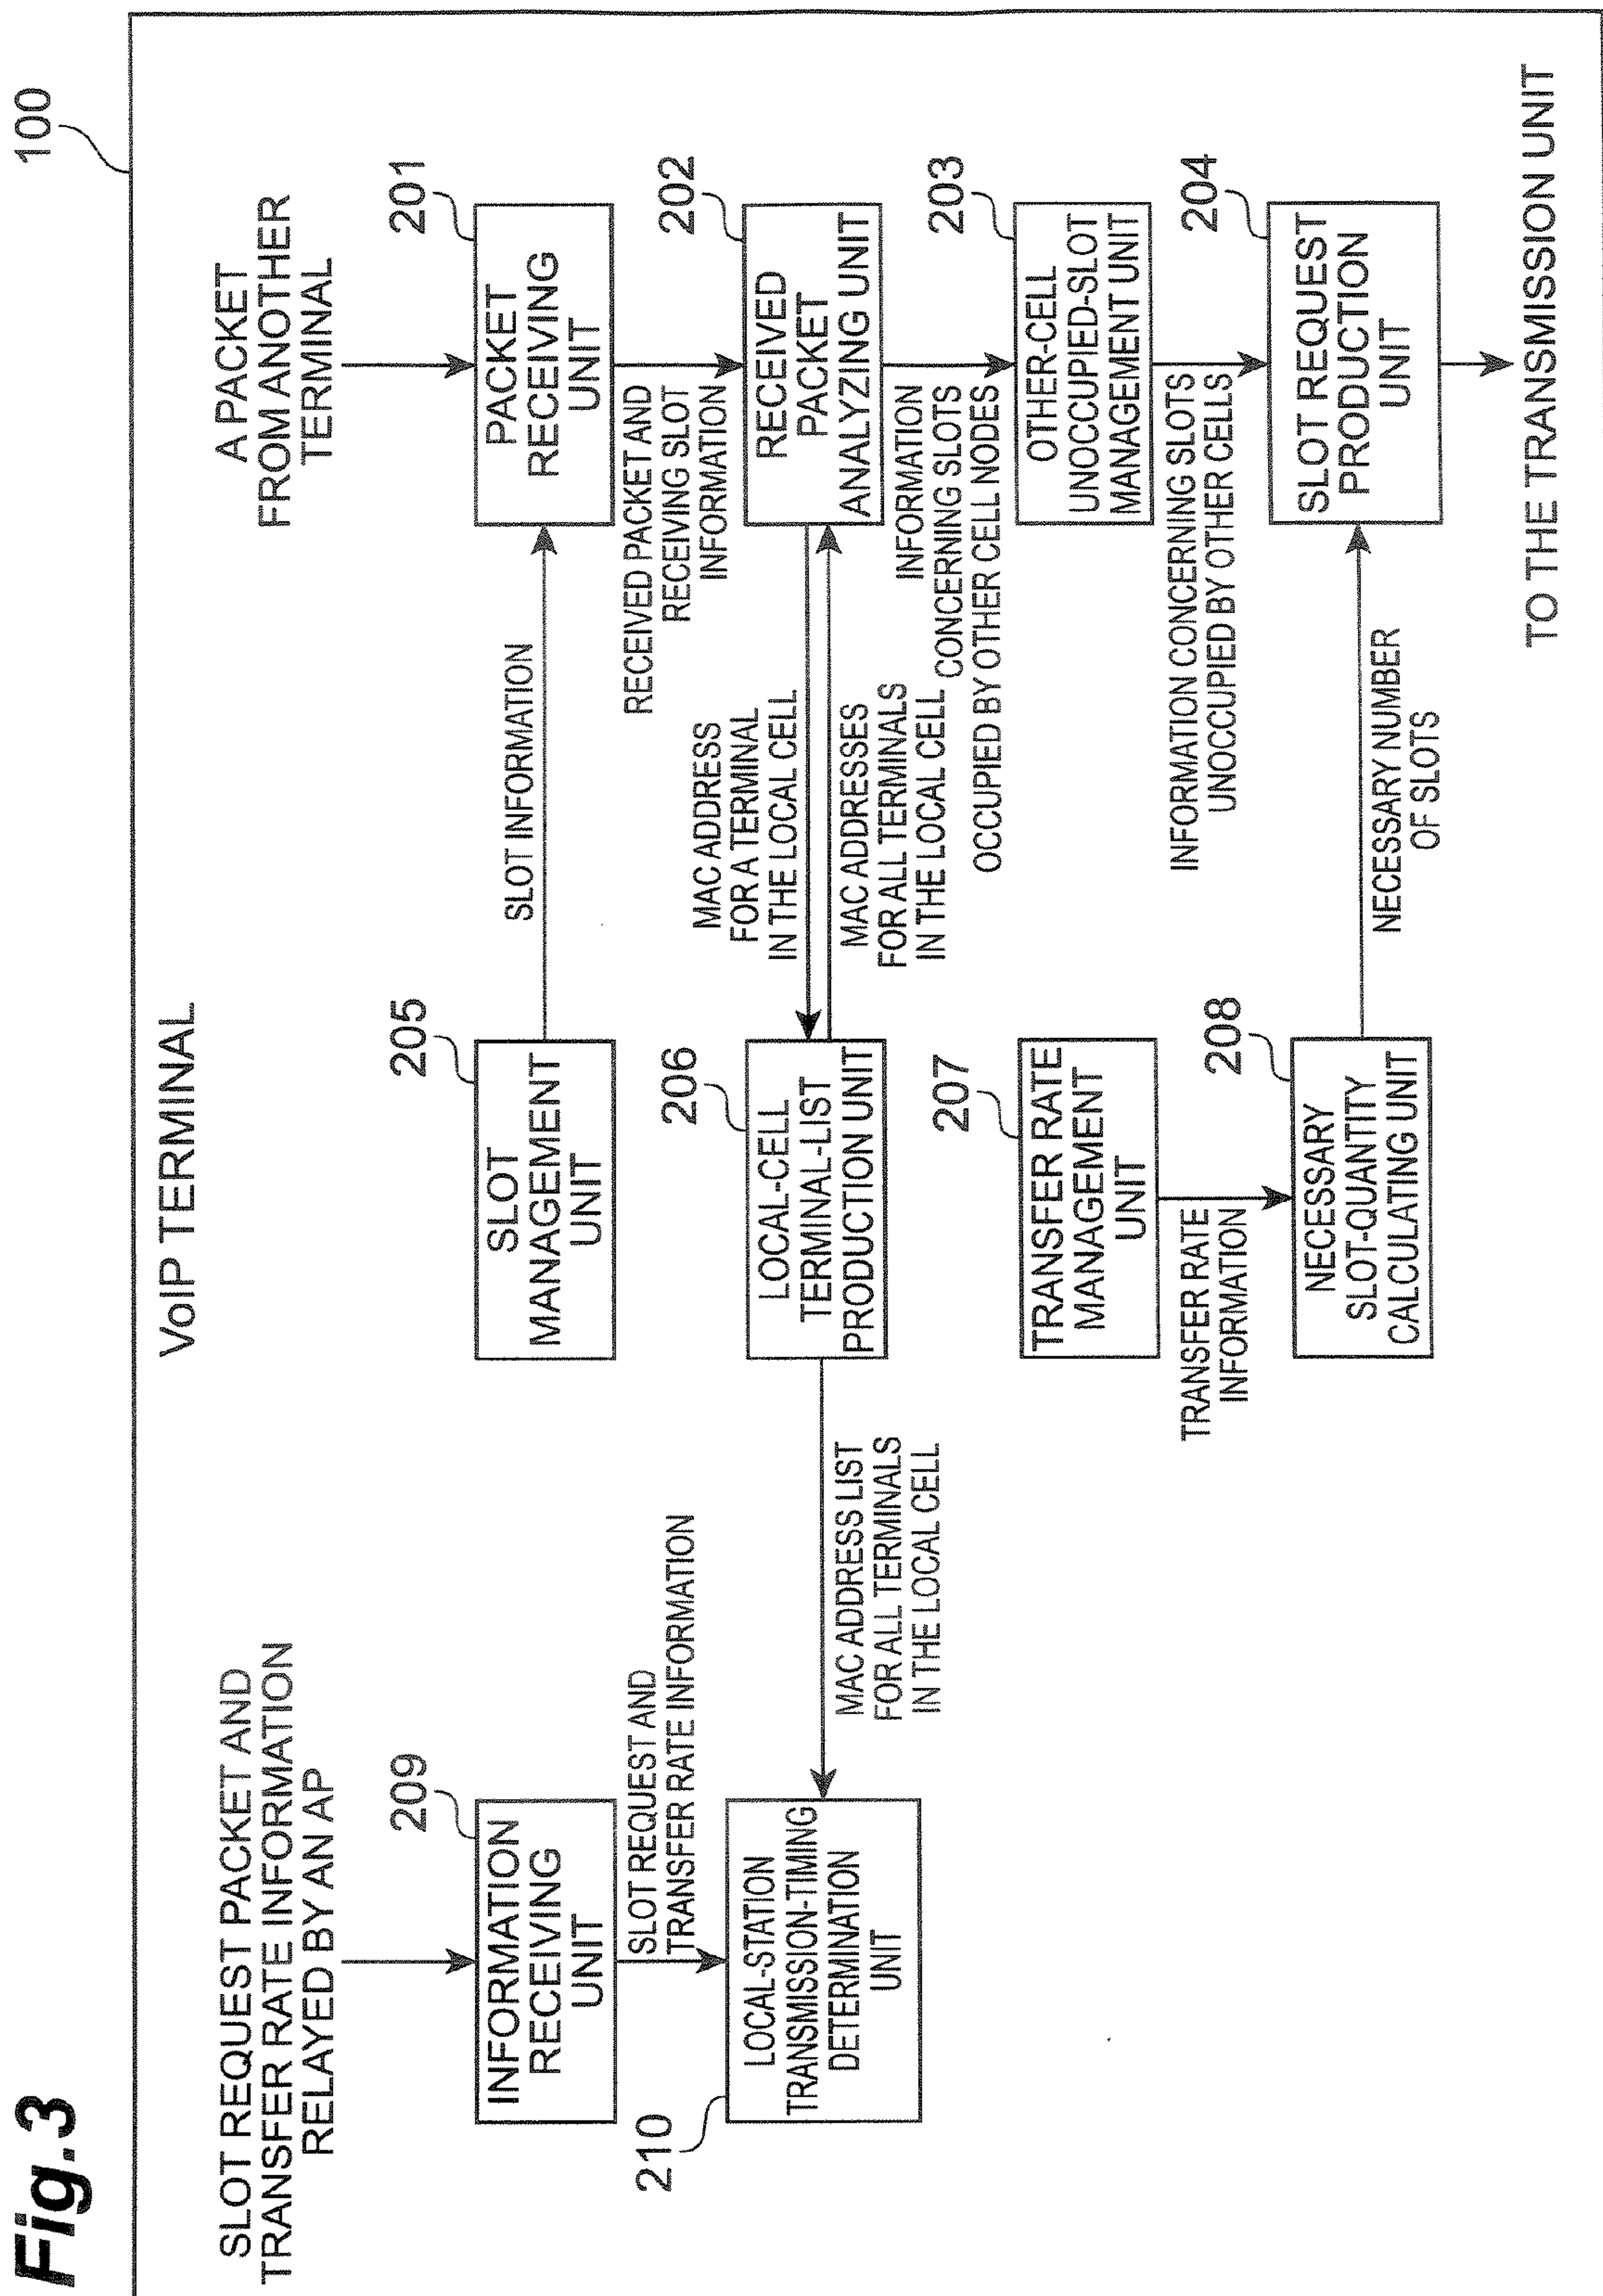 Fig.3
100
VoIP TERMINAL
SLOT REQUEST PACKET AND
TRANSFER RATE INFORMATION
RELAYED BY AN AP
A PACKET
FROM ANOTHER
TERMINAL
209
INFORMATION
RECEIVING
UNIT
205
SLOT
MANAGEMENT
UNIT
SLOT INFORMATION
201
PACKET
RECEIVING
UNIT
SLOT REQUEST AND
TRANSFER RATE INFORMATION
RECEIVED PACKET AND
RECEIVING SLOT
INFORMATION
210
LOCAL-STATION
TRANSMISSION-TIMING
DETERMINATION
UNIT
MAC ADDRESS LIST
FOR ALL TERMINALS
IN THE LOCAL CELL
206
LOCAL-CELL
TERMINAL-LIST
PRODUCTION UNIT
MAC ADDRESS
FOR A TERMINAL
IN THE LOCAL CELL
MAC ADDRESSES
FOR ALL TERMINALS
IN THE LOCAL CELL
202
RECEIVED
PACKET
ANALYZING UNIT
INFORMATION
CONCERNING SLOTS
OCCUPIED BY OTHER CELL NODES
207
TRANSFER RATE
MANAGEMENT
UNIT
203
OTHER-CELL
UNOCCUPIED-SLOT
MANAGEMENT UNIT
TRANSFER RATE
INFORMATION
INFORMATION CONCERNING SLOTS
UNOCCUPIED BY OTHER CELLS
208
NECESSARY
SLOT-QUANTITY
CALCULATING UNIT
NECESSARY NUMBER
OF SLOTS
204
SLOT REQUEST
PRODUCTION
UNIT
TO THE TRANSMISSION UNIT